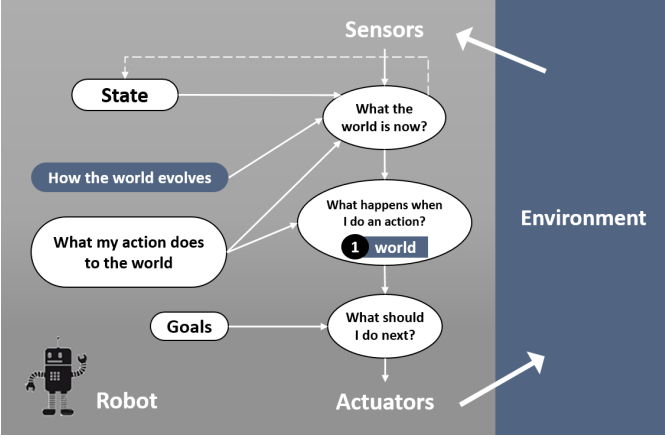 Sensors
State
What the
world is now?
How the world evolves
What happens when
I do an action?
1 world
What my action does
to the world
Environment
Goals
What should
I do next?
Robot
Actuators